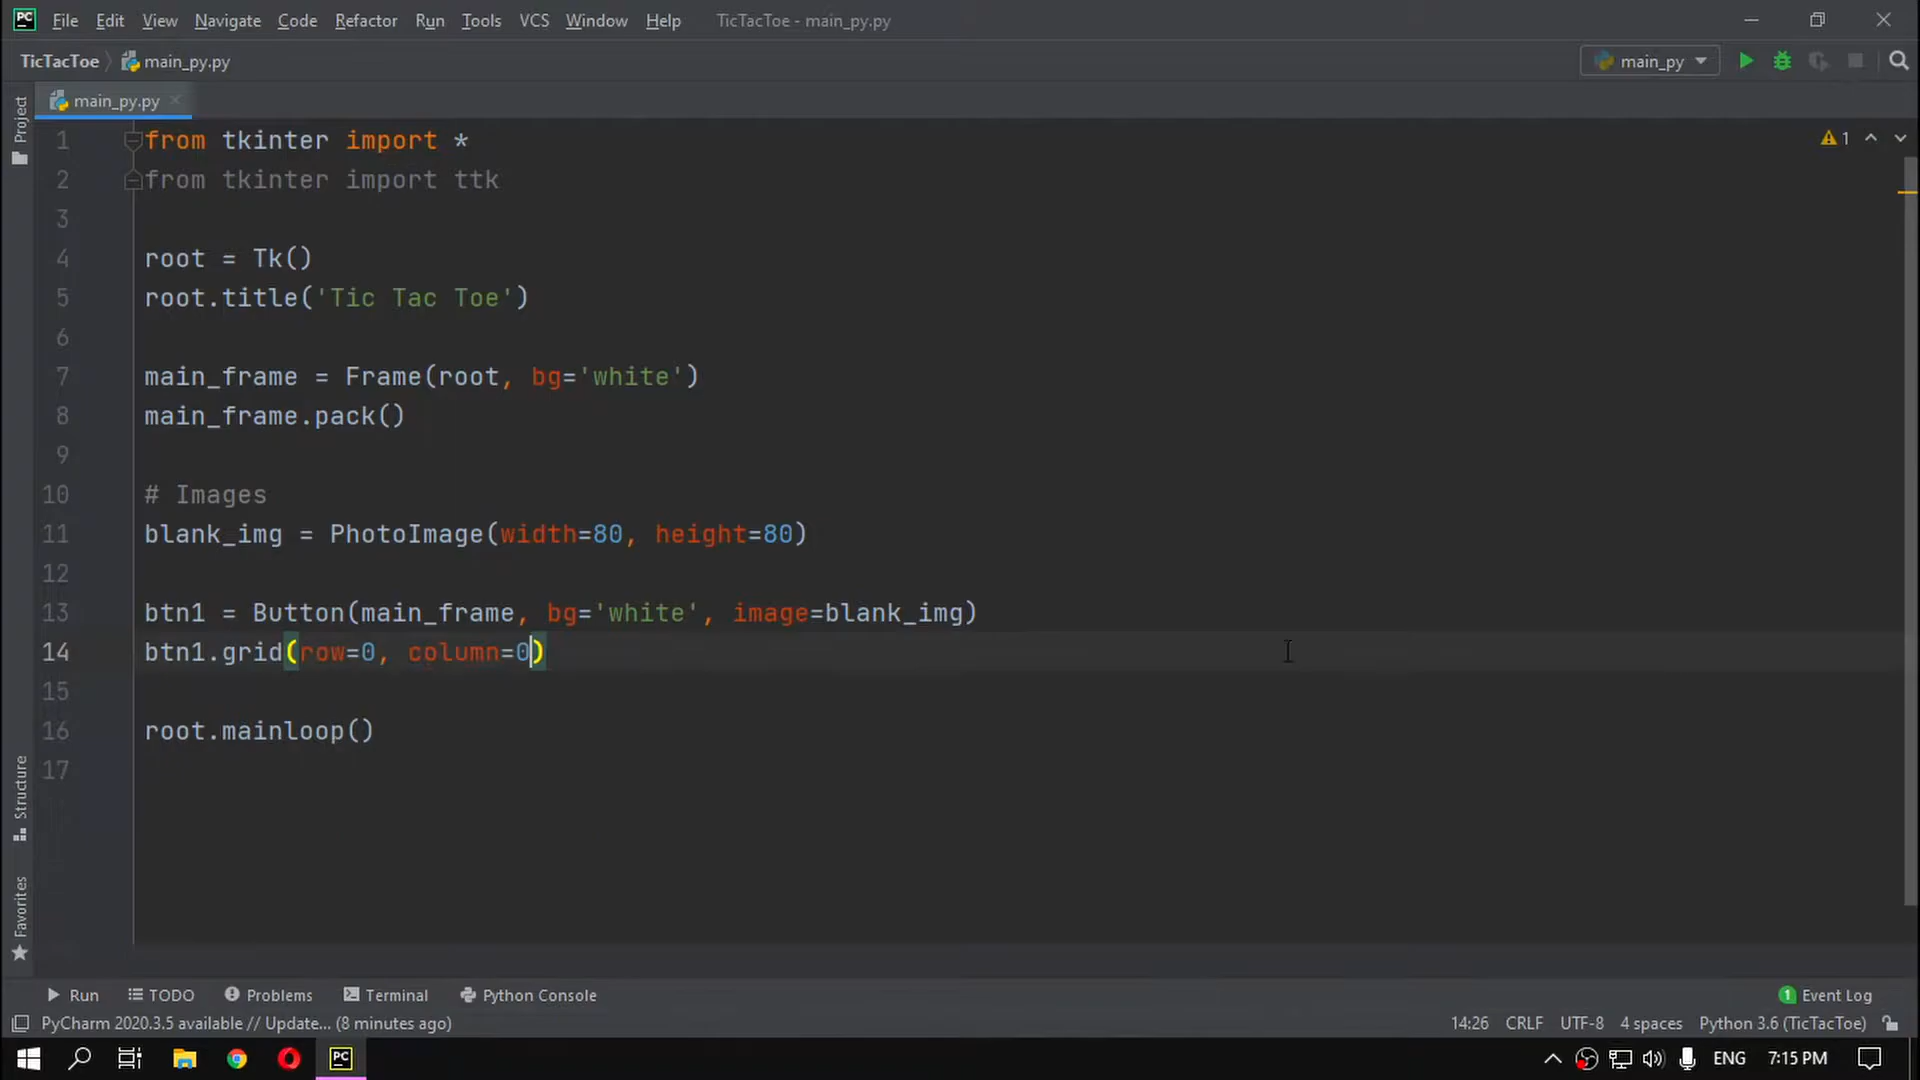 PC File Edit View Navigate Code Refactor Run Tools VCS Window Help TicTacToe - main_py.py
TicTacToe main_py.py main_py
main_py.py
Project
1 from tkinter import *
1
2 from tkinter import ttk
3
4 root = Tk()
5 root.title('Tic Tac Toe')
6
7 main_frame = Frame(root, bg='white')
8 main_frame.pack()
9
10 # Images
11 blank_img = PhotoImage(width=80, height=80)
12
13 btn1 = Button(main_frame, bg='white', image=blank_img)
14 btn1.grid(row=0, column=0)
15
16 root.mainloop()
17
Structure
Favorites
Run TODO Problems Terminal Python Console 1 Event Log
PyCharm 2020.3.5 available // Update... (8 minutes ago) 14:26 CRLF UTF-8 4 spaces Python 3.6 (TicTacToe)
PC ENG 7:15 PM